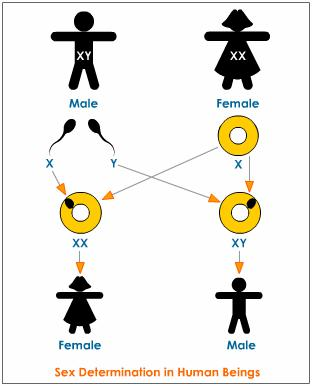 XY XX
Male Female
X Y X
XX XY
Female Male
Sex Determination in Human Beings